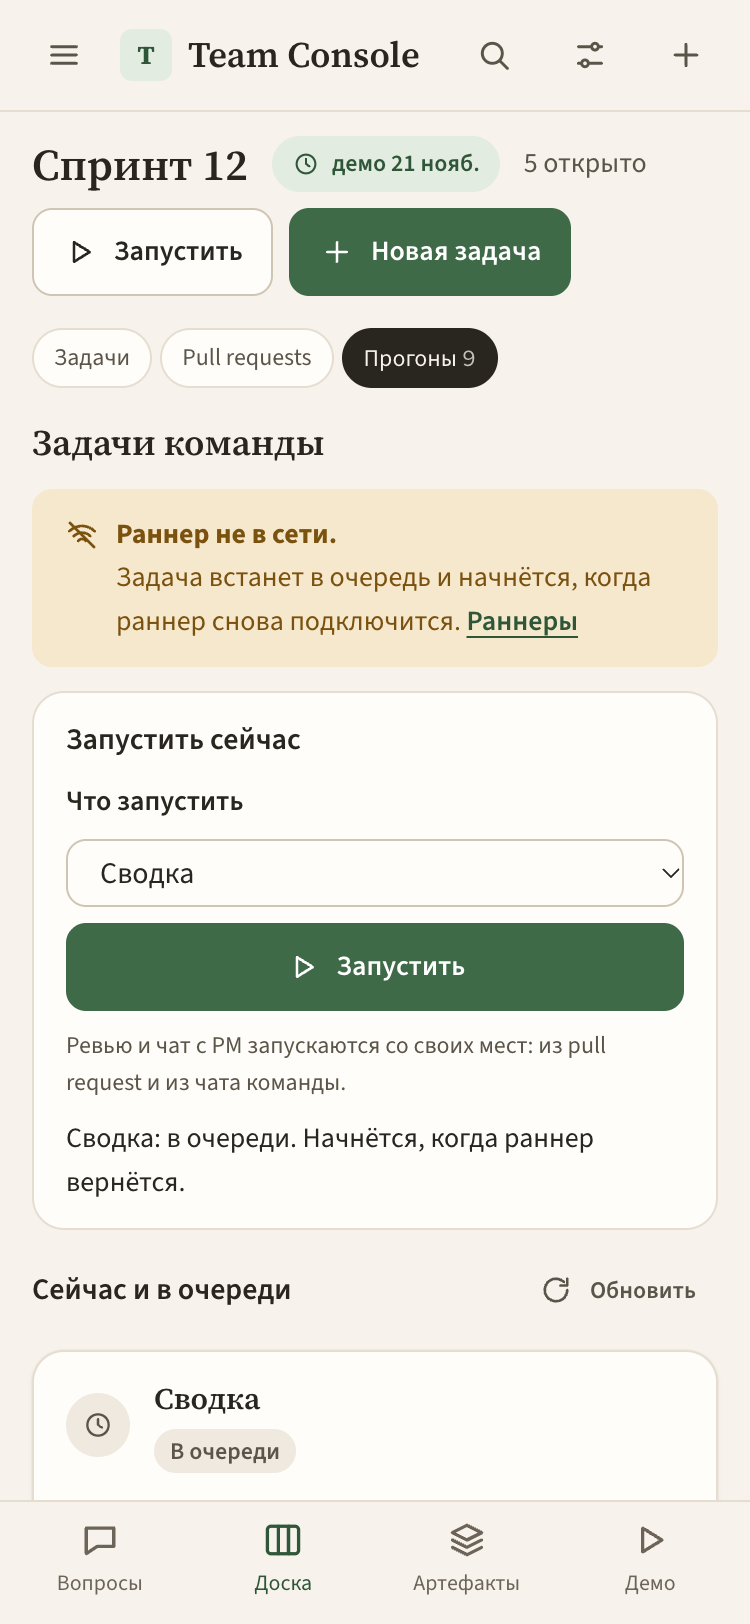 T Team Console
Спринт 12 демо 21 нояб. 5 открыто
Запустить Новая задача
Задачи Pull requests Прогоны 9
Задачи команды
Раннер не в сети.
Задача встанет в очередь и начнётся, когда
раннер снова подключится. Раннеры
Запустить сейчас
Что запустить
Сводка
Запустить
Ревью и чат с PM запускаются со своих мест: из pull
request и из чата команды.
Сводка: в очереди. Начнётся, когда раннер
вернётся.
Сейчас и в очереди Обновить
Сводка
В очереди
Вопросы Доска Артефакты Демо